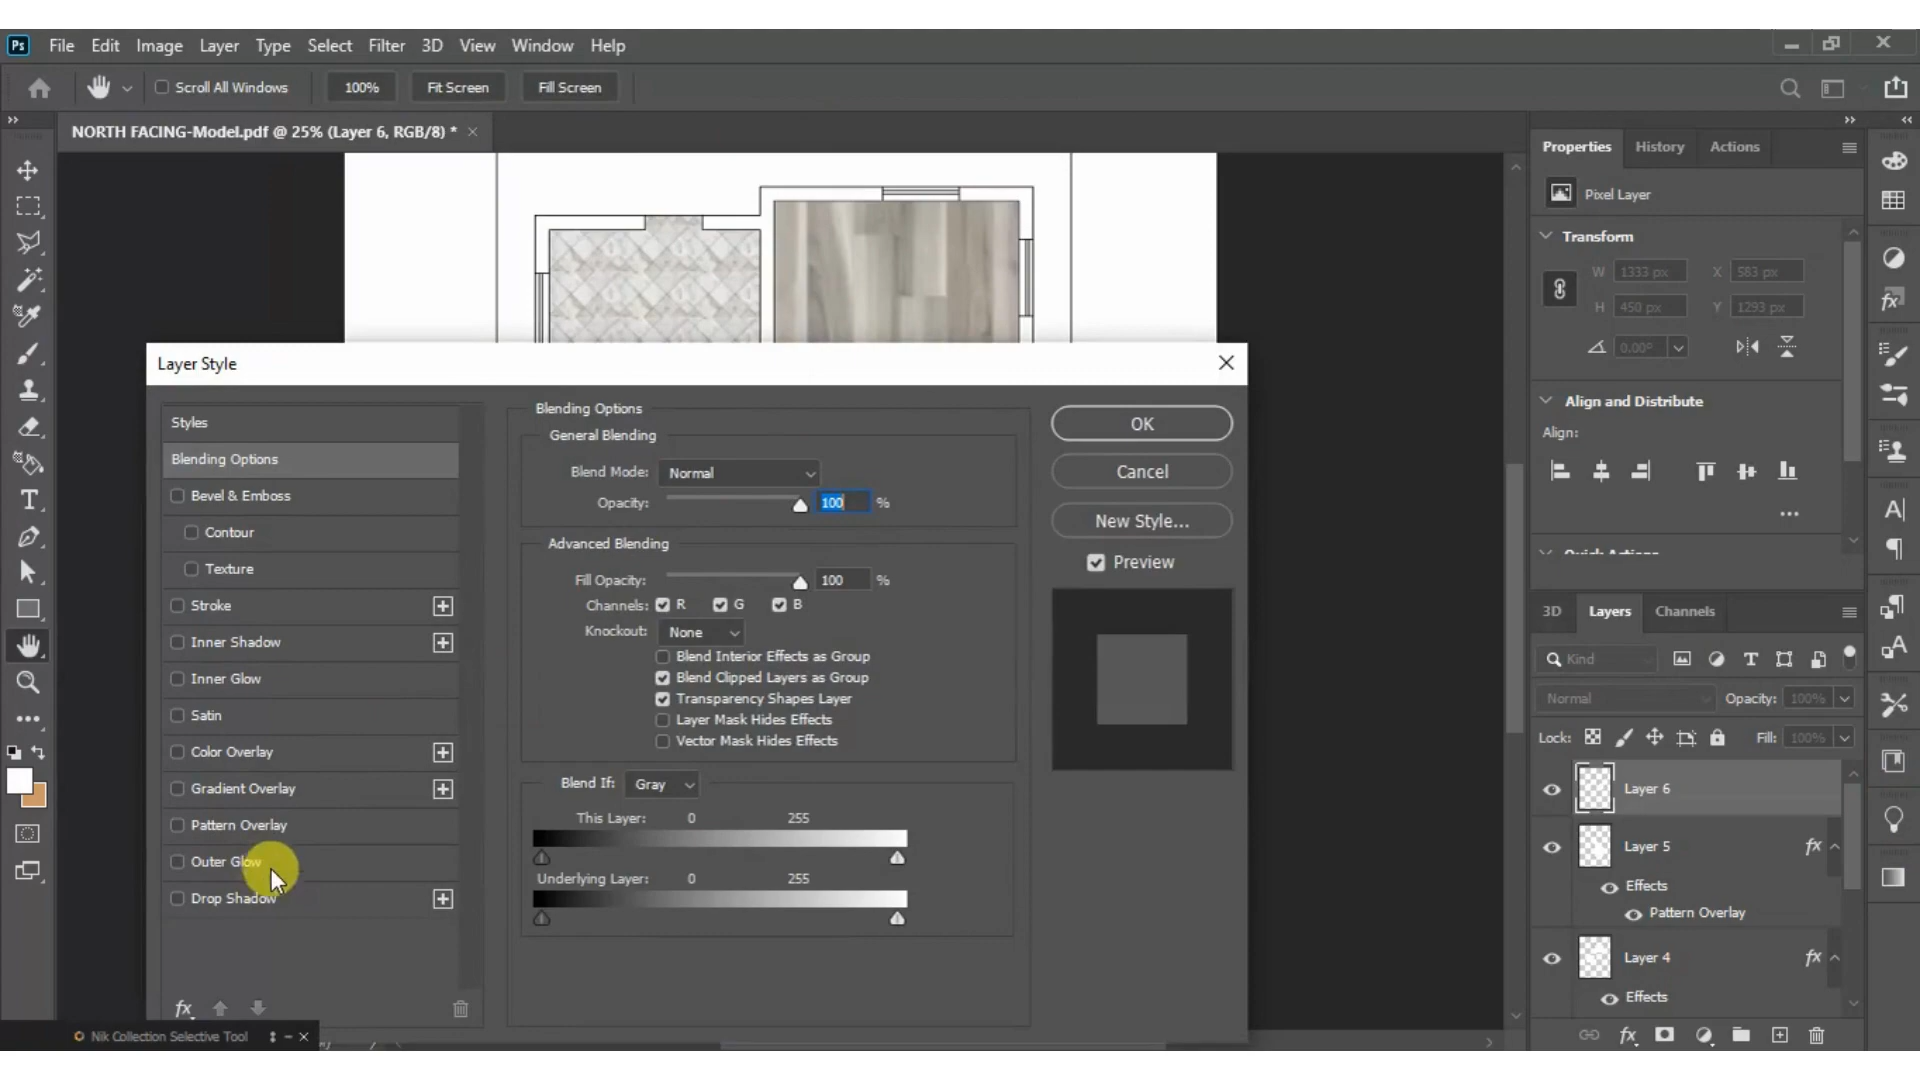 Ps File Edit Image Layer Type Select Filter 3D View Window Help
Scroll All Windows 100% Fit Screen Fill Screen
NORTH FACING-Model.pdf @ 25% (Layer 6, RGB/8) *
Properties History Actions
Pixel Layer
Transform
W 1333 px X 583 px
H 450 px Y 1293 px
0.00°
Align and Distribute
Align:
Layer Style
Styles
Blending Options
Bevel & Emboss
Contour
Texture
Stroke
Inner Shadow
Inner Glow
Satin
Color Overlay
Gradient Overlay
Pattern Overlay
Outer Glow
Drop Shadow
fx
Blending Options
General Blending
Blend Mode: Normal
Opacity: 100 %
Advanced Blending
Fill Opacity: 100 %
Channels: R G B
Knockout: None
Blend Interior Effects as Group
Blend Clipped Layers as Group
Transparency Shapes Layer
Layer Mask Hides Effects
Vector Mask Hides Effects
Blend If: Gray
This Layer: 0 255
Underlying Layer: 0 255
OK
Cancel
New Style...
Preview
3D Layers Channels
Kind
Normal Opacity: 100%
Lock: Fill: 100%
Layer 6
Layer 5 fx
Effects
Pattern Overlay
Layer 4 fx
Effects
fx
Nik Collection Selective Tool